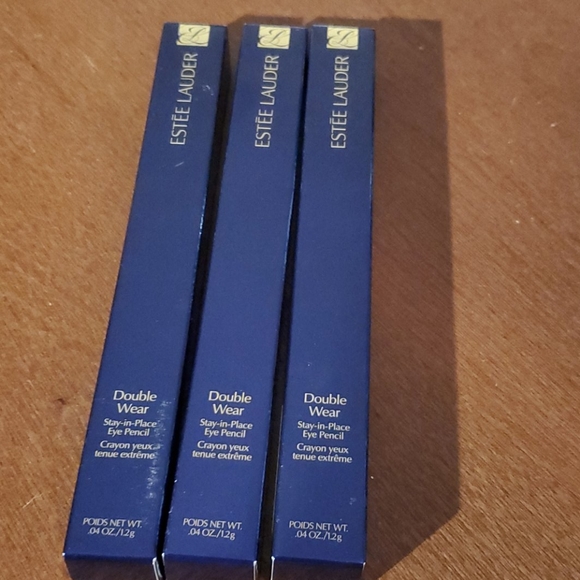 ESTĒE LAUDER
Double
Wear
Stay-in-Place
Eye Pencil
Crayon yeux
tenue extrême
POIDS NET WT.
.04 OZ./1.2g
ESTĒE LAUDER
Double
Wear
Stay-in-Place
Eye Pencil
Crayon yeux
tenue extrême
POIDS NET WT.
.04 OZ./1.2g
ESTĒE LAUDER
Double
Wear
Stay-in-Place
Eye Pencil
Crayon yeux
tenue extrême
POIDS NET WT.
.04 OZ./1.2g